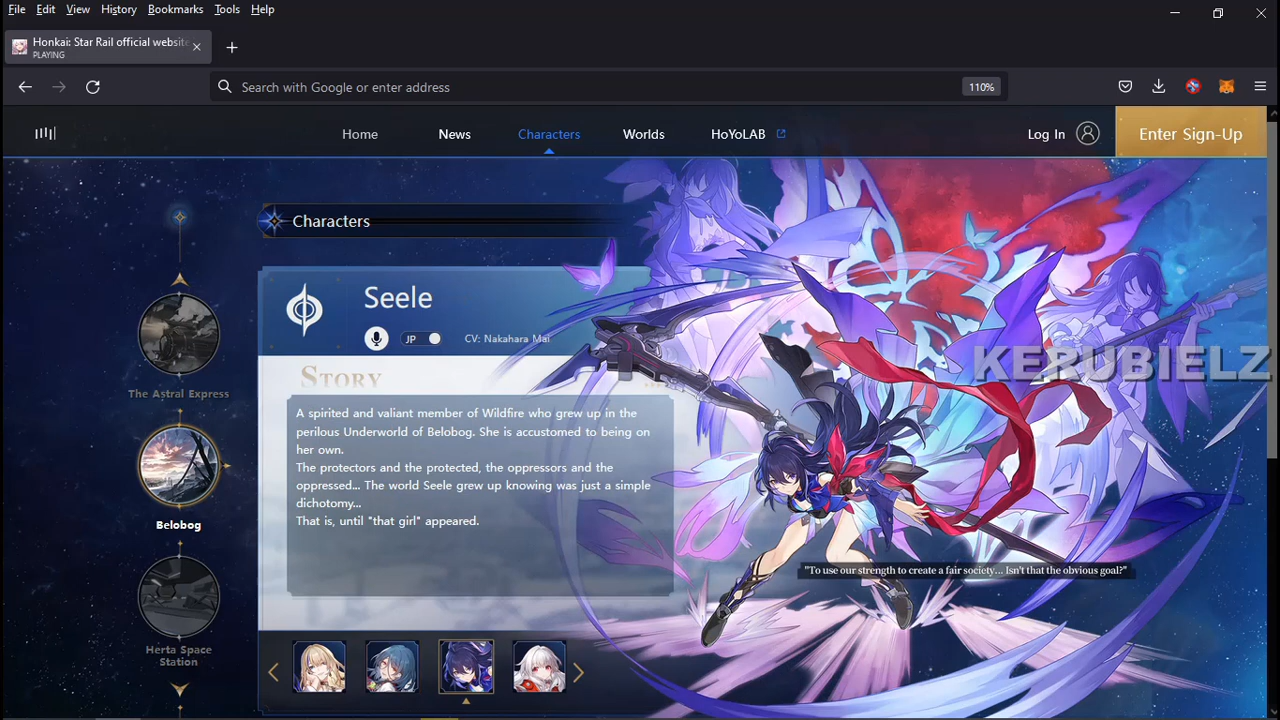 File Edit View History Bookmarks Tools Help
Honkai: Star Rail official website
PLAYING
Search with Google or enter address
110%
Home News Characters Worlds HoYoLAB Log In Enter Sign-Up
Characters
Seele
JP CV: Nakahara Mai
STORY
KERUBIELZ
The Astral Express
A spirited and valiant member of Wildfire who grew up in the
perilous Underworld of Belobog. She is accustomed to being on
her own.
The protectors and the protected, the oppressors and the
oppressed... The world Seele grew up knowing was just a simple
dichotomy...
That is, until "that girl" appeared.
Belobog
"To use our strength to create a fair society... Isn't that the obvious goal?"
Herta Space
Station